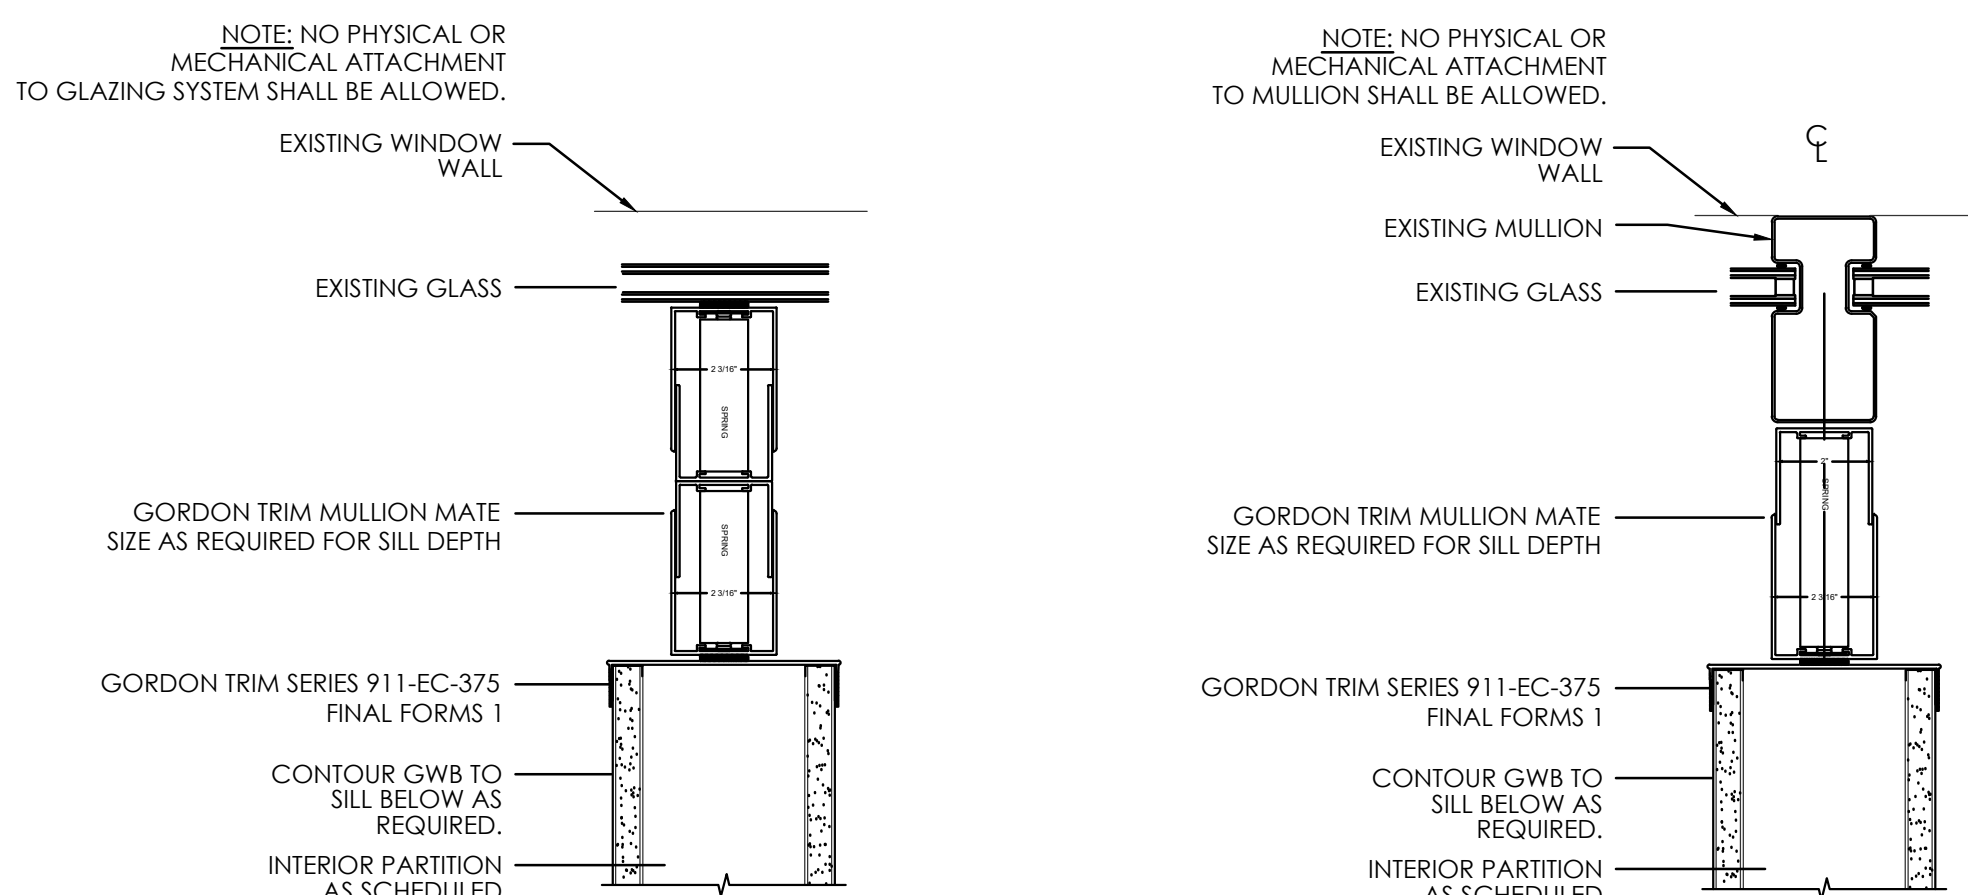 NOTE: NO PHYSICAL OR
MECHANICAL ATTACHMENT
TO GLAZING SYSTEM SHALL BE ALLOWED.
EXISTING WINDOW
WALL
EXISTING GLASS
2 3/16"
SPRING
GORDON TRIM MULLION MATE
SIZE AS REQUIRED FOR SILL DEPTH
SPRING
2 3/16"
GORDON TRIM SERIES 911-EC-375
FINAL FORMS 1
CONTOUR GWB TO
SILL BELOW AS
REQUIRED.
INTERIOR PARTITION
AS SCHEDULED
NOTE: NO PHYSICAL OR
MECHANICAL ATTACHMENT
TO MULLION SHALL BE ALLOWED.
CL
EXISTING WINDOW
WALL
EXISTING MULLION
EXISTING GLASS
2"
SPRING
GORDON TRIM MULLION MATE
SIZE AS REQUIRED FOR SILL DEPTH
2 3/16"
GORDON TRIM SERIES 911-EC-375
FINAL FORMS 1
CONTOUR GWB TO
SILL BELOW AS
REQUIRED.
INTERIOR PARTITION
AS SCHEDULED